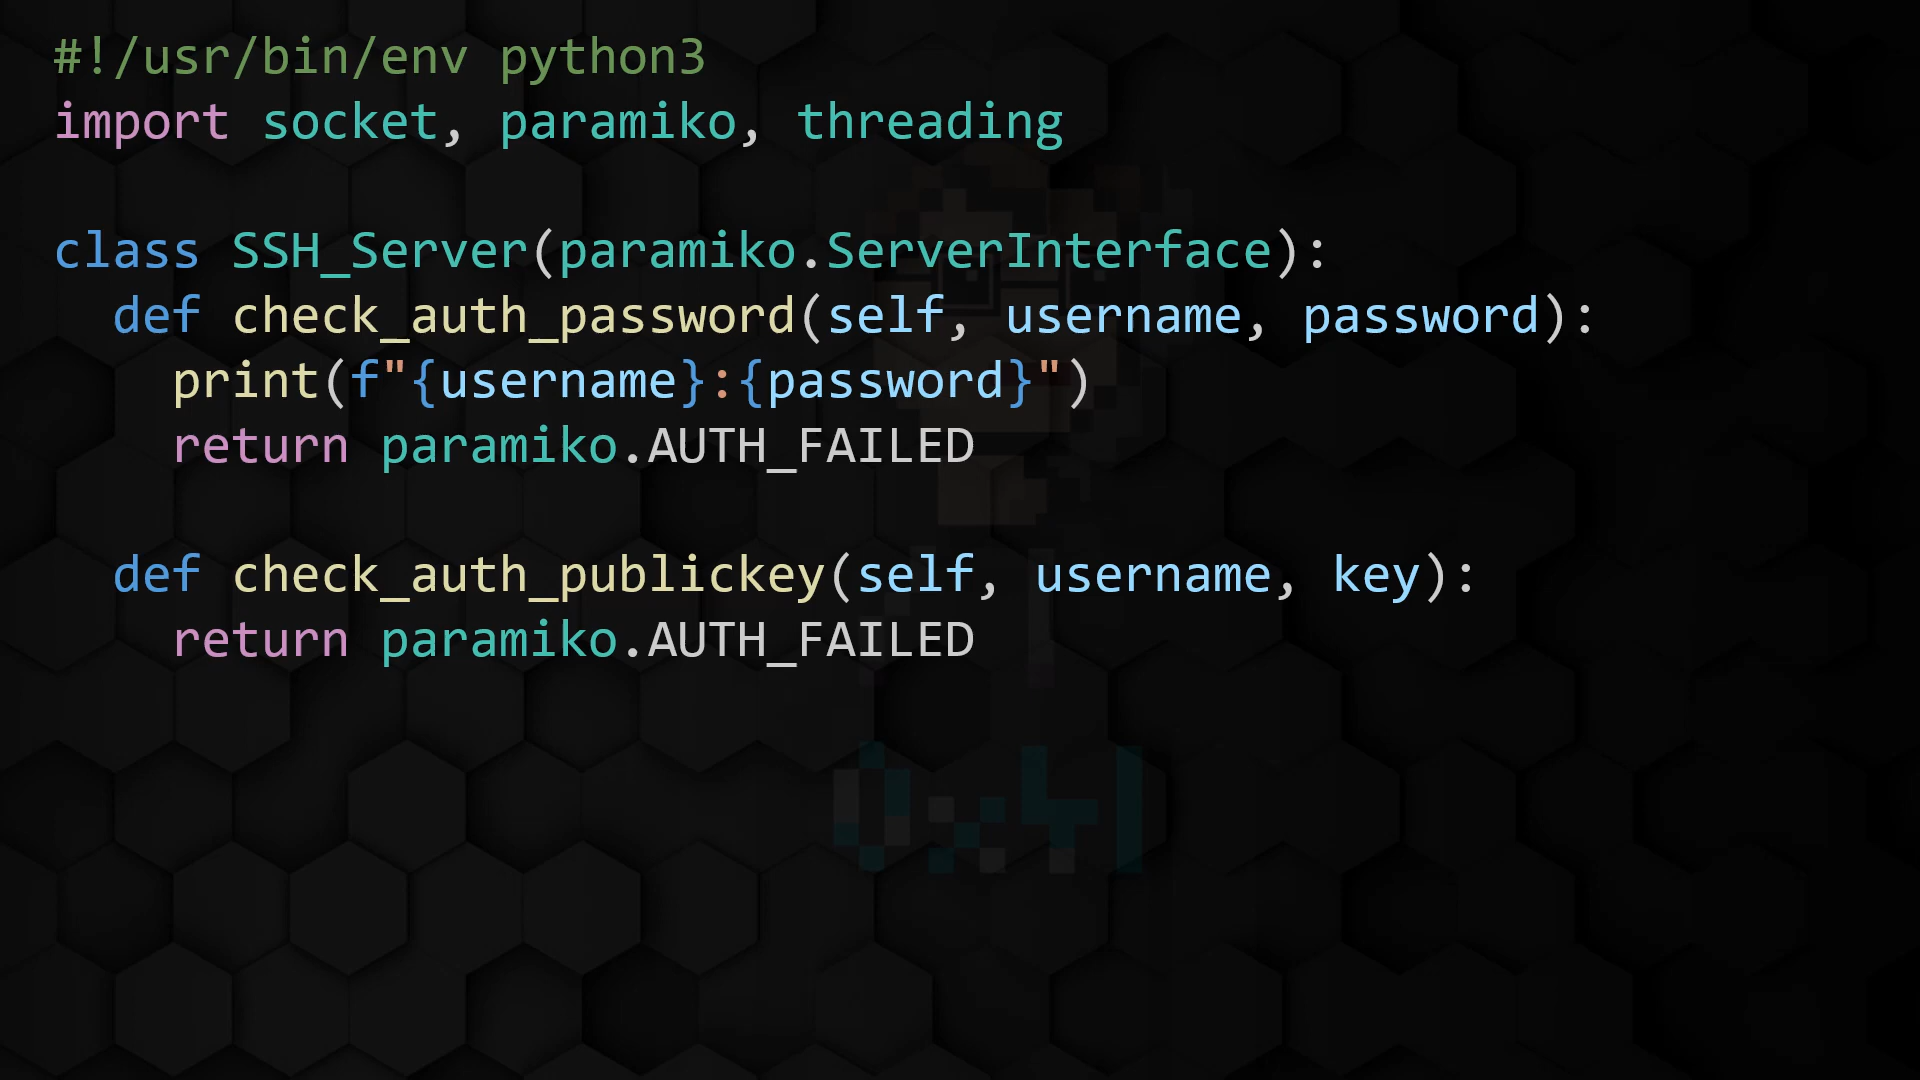 #!/usr/bin/env python3
import socket, paramiko, threading

class SSH_Server(paramiko.ServerInterface):
  def check_auth_password(self, username, password):
    print(f"{username}:{password}")
    return paramiko.AUTH_FAILED

  def check_auth_publickey(self, username, key):
    return paramiko.AUTH_FAILED
0x41